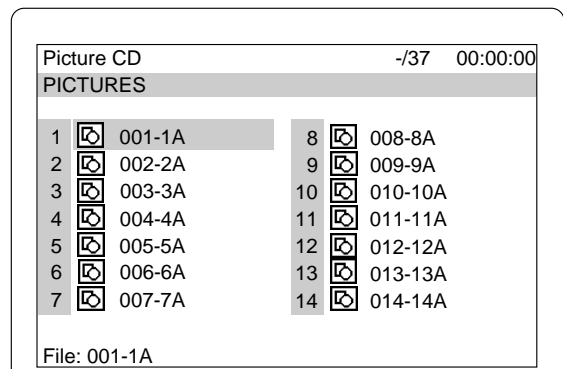 Picture CD -/37 00:00:00
PICTURES
1 001-1A
2 002-2A
3 003-3A
4 004-4A
5 005-5A
6 006-6A
7 007-7A
8 008-8A
9 009-9A
10 010-10A
11 011-11A
12 012-12A
13 013-13A
14 014-14A
File: 001-1A